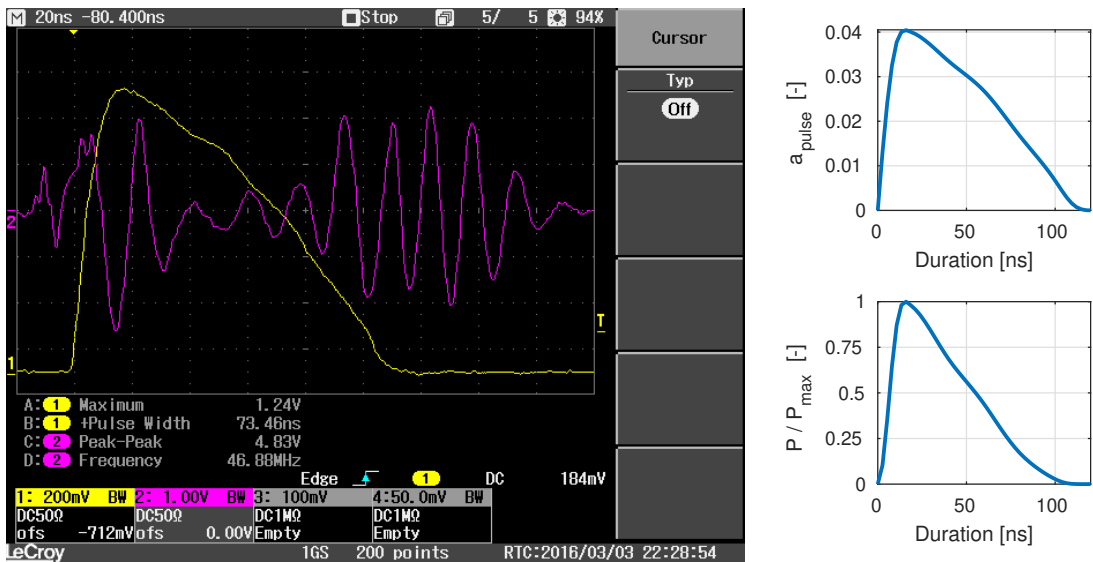 M 20ns -80.400ns Stop 5/ 5 94%
Cursor
Typ
Off
2
T
1
A: 1 Maximum 1.24V
B: 1 +Pulse Width 73.46ns
C: 2 Peak-Peak 4.83V
D: 2 Frequency 46.88MHz
Edge 1 DC 184mV
1: 200mV BW 2: 1.00V BW 3: 100mV 4:50.0mV BW
DC50Ω DC50Ω DC1MΩ DC1MΩ
ofs -712mV ofs 0.00V Empty Empty
LeCroy 1GS 200 points RTC:2016/03/03 22:28:54
0.04
0.03
0.02
0.01
0
a pulse [-]
0 50 100
Duration [ns]
1
0.75
0.5
0.25
0
P / Pmax [-]
0 50 100
Duration [ns]